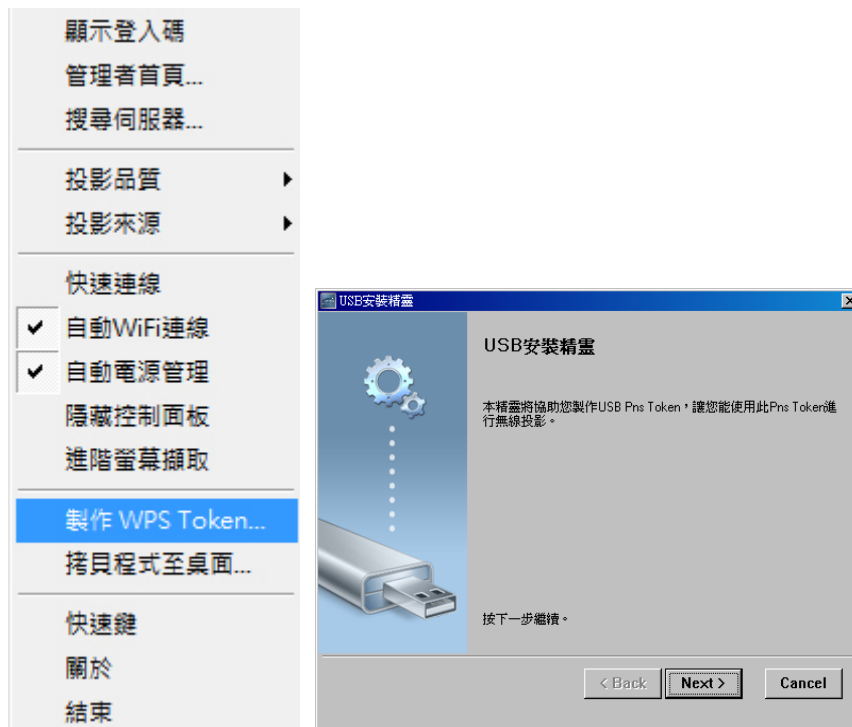 顯示登入碼
管理者首頁...
搜尋伺服器...
投影品質
投影來源
快速連線
自動WiFi連線
自動電源管理
隱藏控制面板
進階螢幕擷取
製作 WPS Token...
拷貝程式至桌面...
快速鍵
關於
結束
USB安裝精靈
USB安裝精靈
本精靈將協助您製作USB Pns Token，讓您能使用此Pns Token進
行無線投影。
按下一步繼續。
< Back
Next >
Cancel